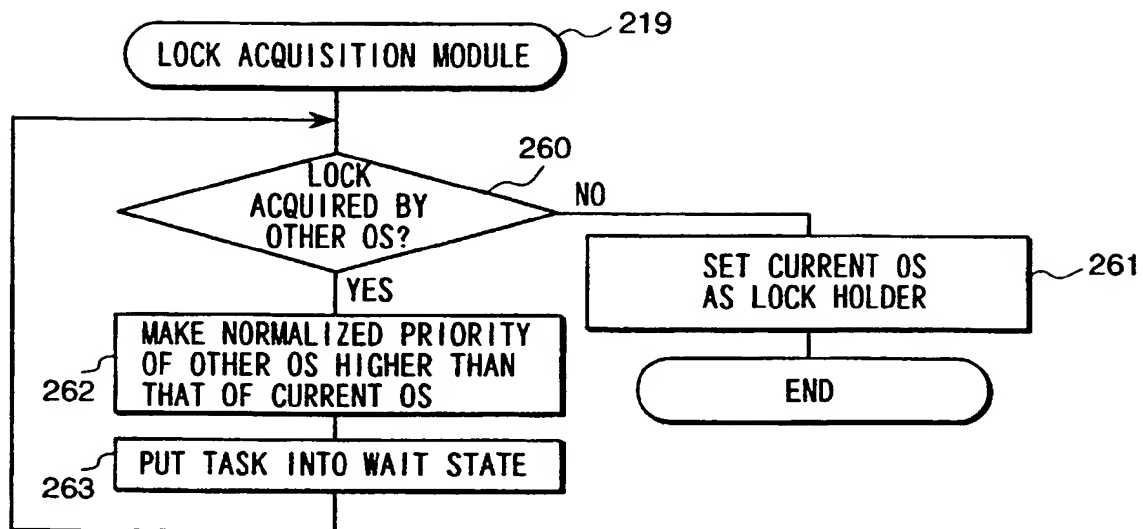 LOCK ACQUISITION MODULE
219
LOCK
ACQUIRED BY
OTHER OS?
260
NO
YES
SET CURRENT OS
AS LOCK HOLDER
261
MAKE NORMALIZED PRIORITY
OF OTHER OS HIGHER THAN
THAT OF CURRENT OS
262
END
PUT TASK INTO WAIT STATE
263